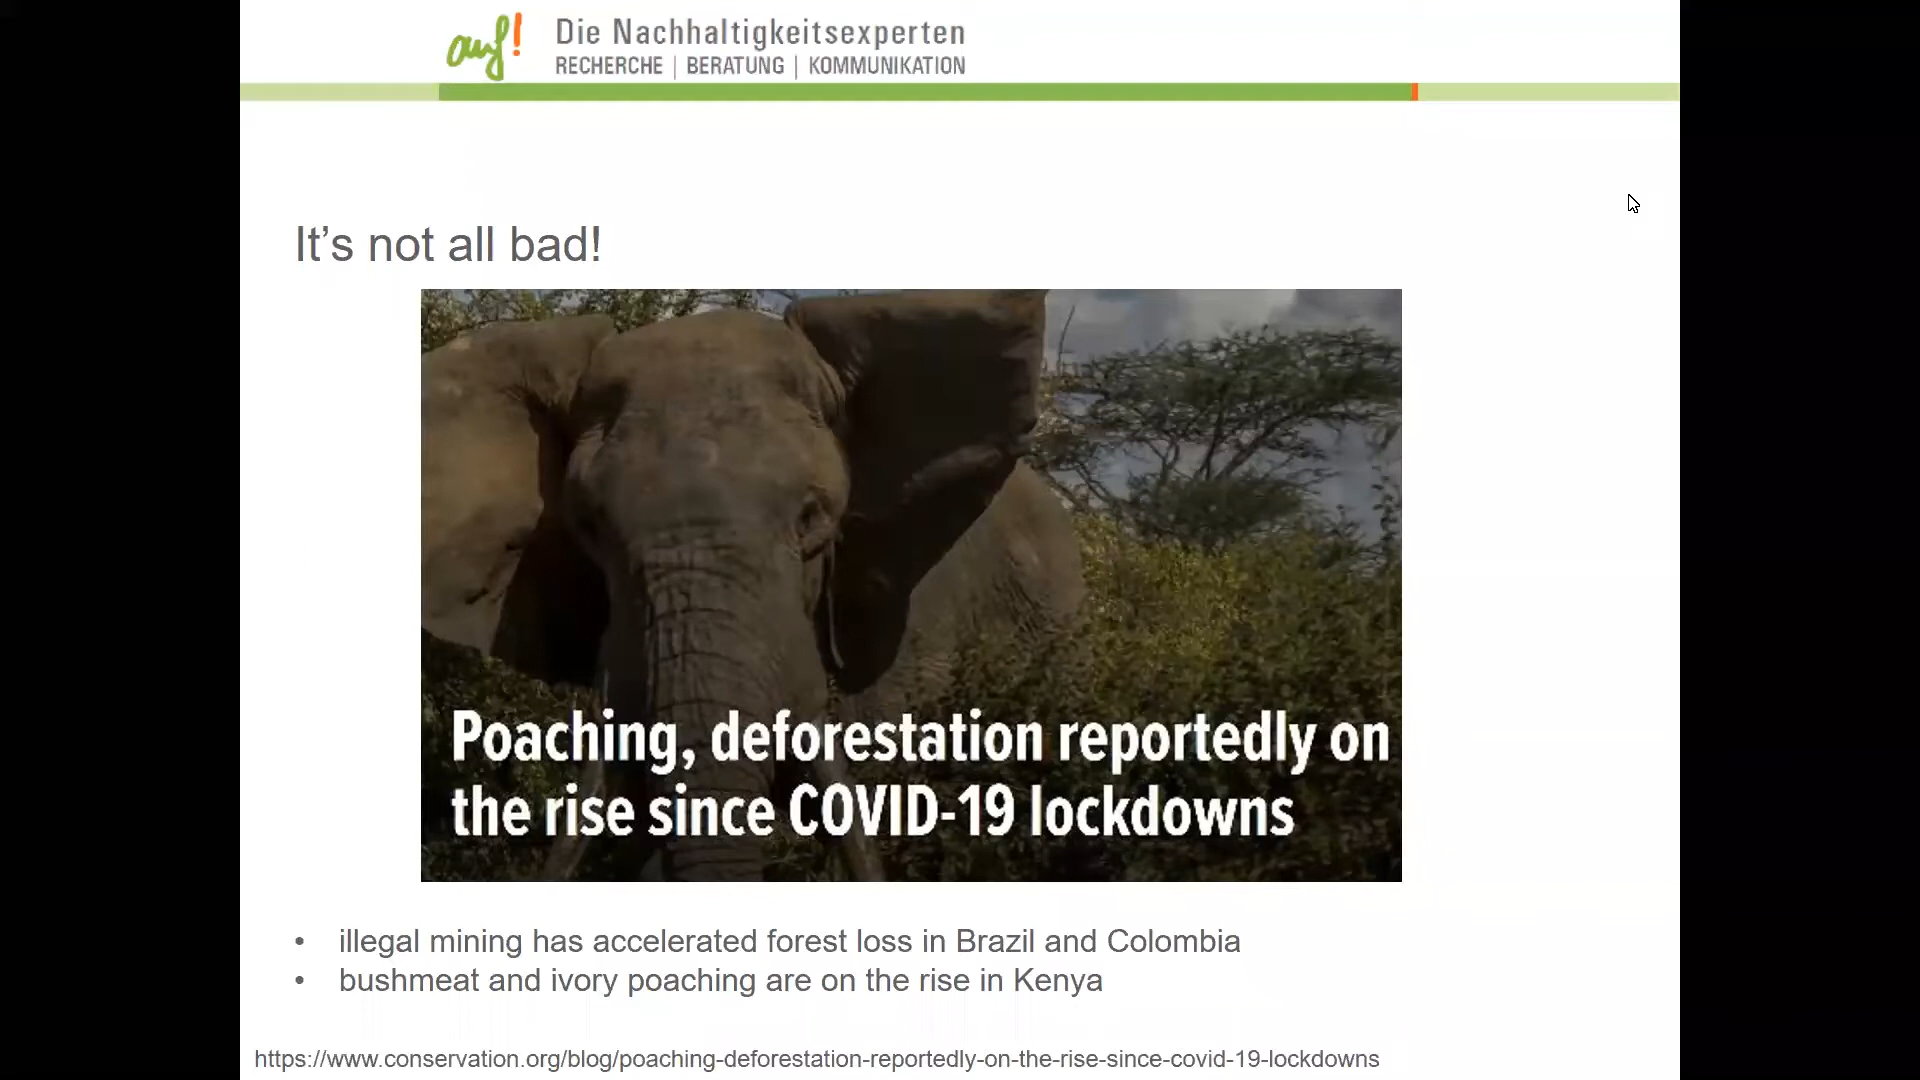 auf!
Die Nachhaltigkeitsexperten
RECHERCHE | BERATUNG | KOMMUNIKATION
It’s not all bad!
Poaching, deforestation reportedly on
the rise since COVID-19 lockdowns
• illegal mining has accelerated forest loss in Brazil and Colombia
• bushmeat and ivory poaching are on the rise in Kenya
https://www.conservation.org/blog/poaching-deforestation-reportedly-on-the-rise-since-covid-19-lockdowns